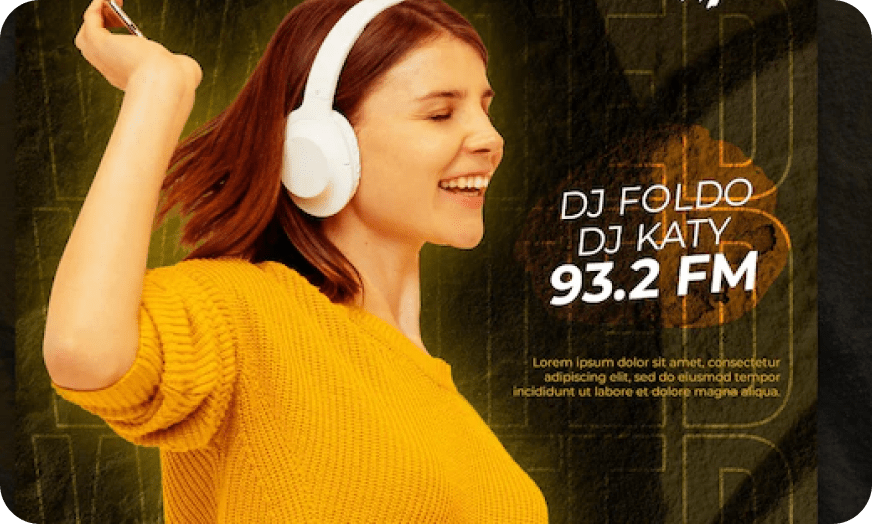 DJ FOLDO
DJ KATY
93.2 FM
Lorem ipsum dolor sit amet, consectetur
adipiscing elit, sed do eiusmod tempor
incididunt ut labore et dolore magna aliqua.